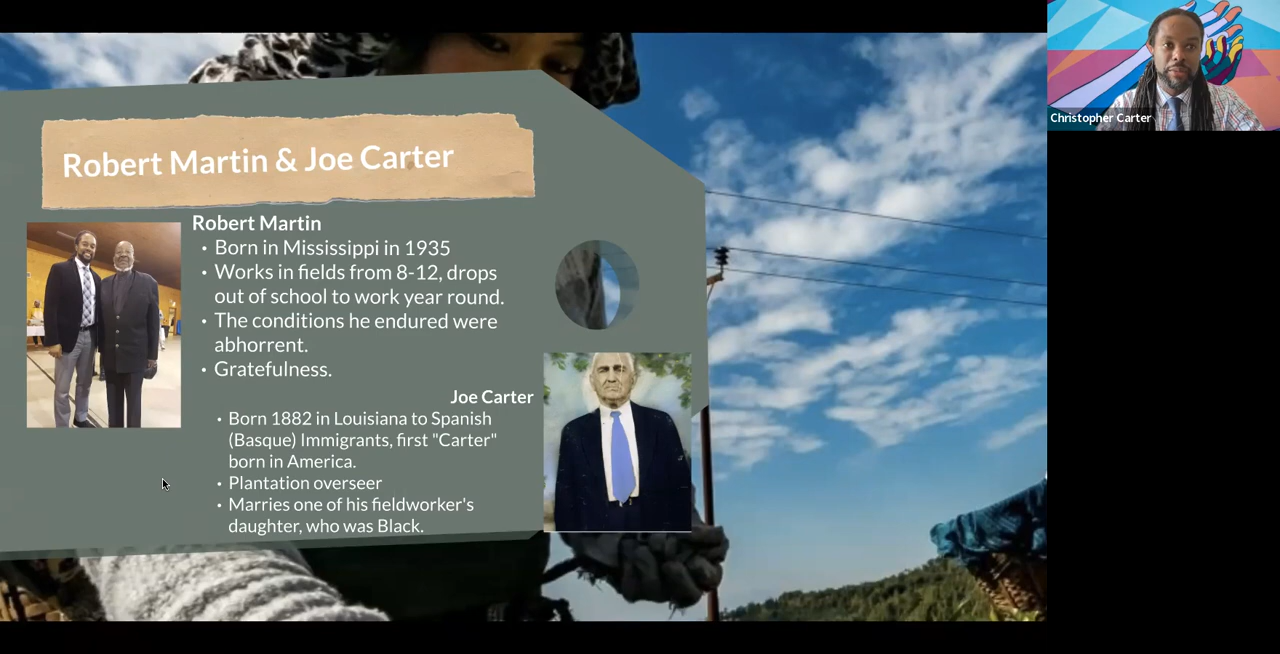 Robert Martin & Joe Carter
Robert Martin
• Born in Mississippi in 1935
• Works in fields from 8-12, drops
out of school to work year round.
• The conditions he endured were
abhorrent.
• Gratefulness.
Joe Carter
• Born 1882 in Louisiana to Spanish
(Basque) Immigrants, first "Carter"
born in America.
• Plantation overseer
• Marries one of his fieldworker's
daughter, who was Black.
Christopher Carter